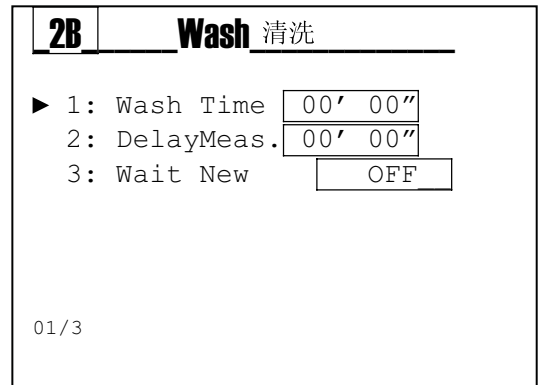 2B Wash 清洗
► 1: Wash Time 00′ 00″
2: DelayMeas. 00′ 00″
3: Wait New OFF
01/3